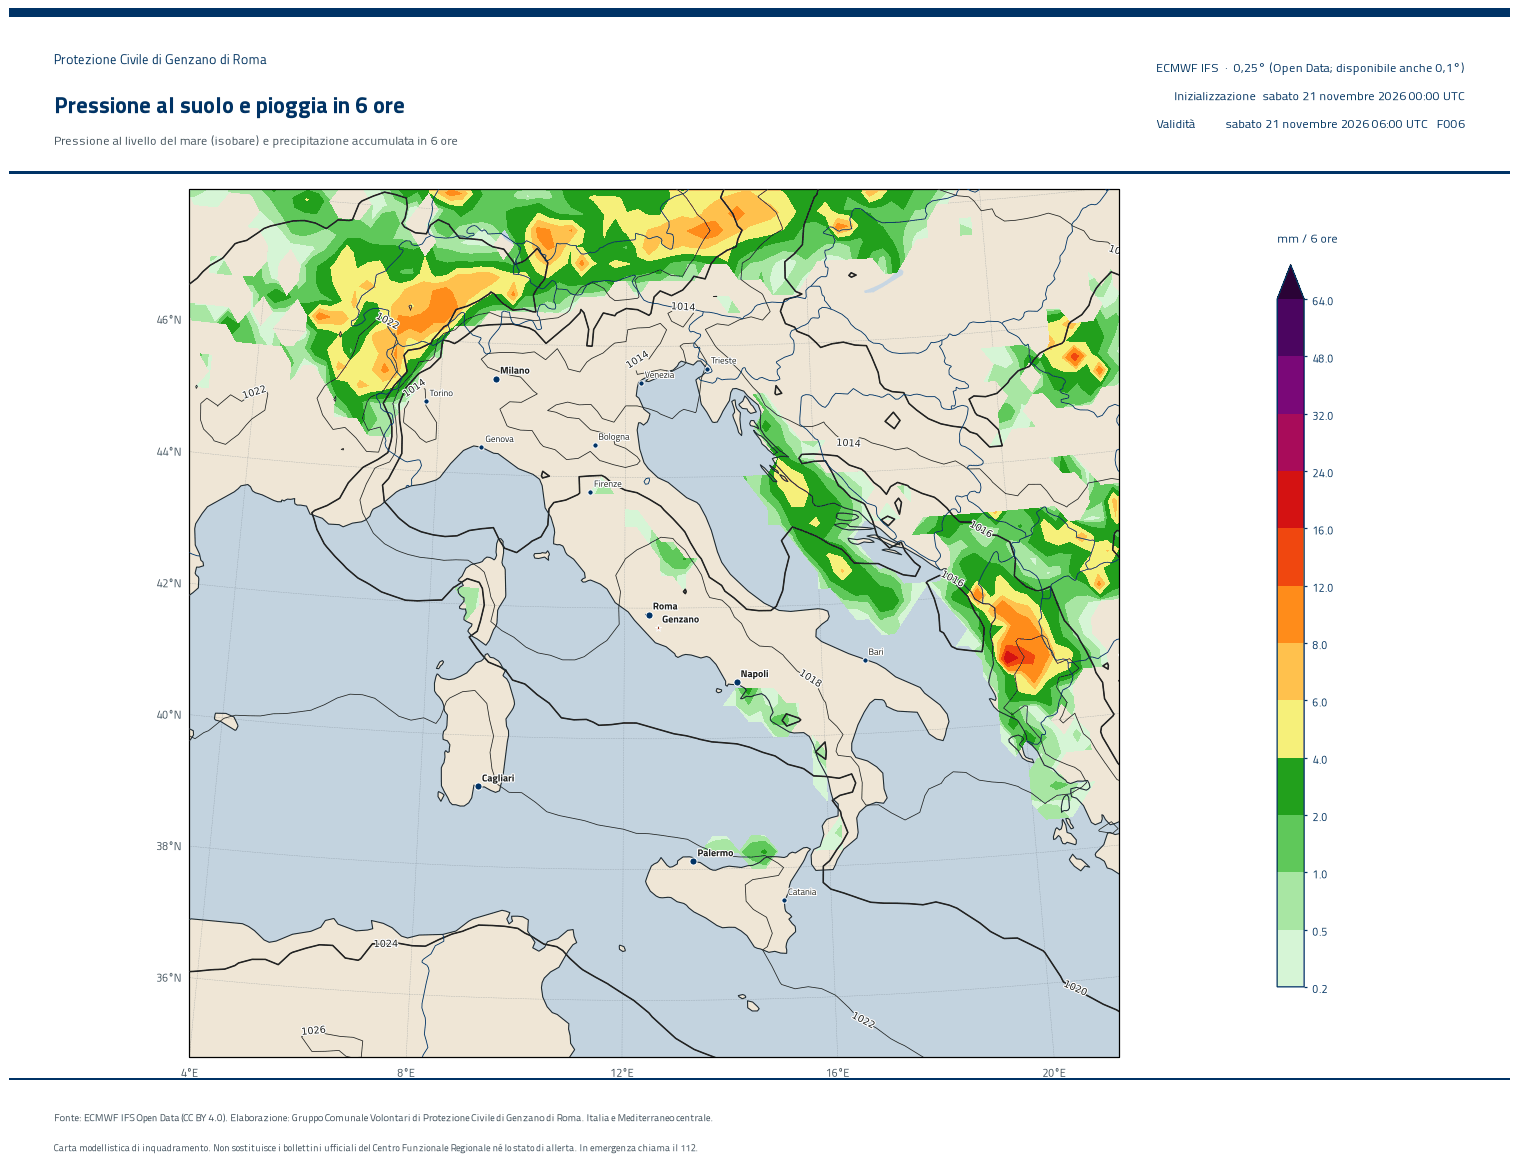 Protezione Civile di Genzano di Roma
Pressione al suolo e pioggia in 6 ore
Pressione al livello del mare (isobare) e precipitazione accumulata in 6 ore
ECMWF IFS · 0,25° (Open Data; disponibile anche 0,1°)
Inizializzazione sabato 21 novembre 2026 00:00 UTC
Validità sabato 21 novembre 2026 06:00 UTC F006
mm / 6 ore
64.0
48.0
32.0
24.0
16.0
12.0
8.0
6.0
4.0
2.0
1.0
0.5
0.2
46°N
44°N
42°N
40°N
38°N
36°N
4°E
8°E
12°E
16°E
20°E
10
1014
1022
1014
1014
1022
1014
1016
1016
1018
1024
1026
1020
1022
Milano
Torino
Venezia
Trieste
Genova
Bologna
Firenze
Roma
Genzano
Napoli
Bari
Cagliari
Palermo
Catania
Fonte: ECMWF IFS Open Data (CC BY 4.0). Elaborazione: Gruppo Comunale Volontari di Protezione Civile di Genzano di Roma. Italia e Mediterraneo centrale.
Carta modellistica di inquadramento. Non sostituisce i bollettini ufficiali del Centro Funzionale Regionale né lo stato di allerta. In emergenza chiama il 112.